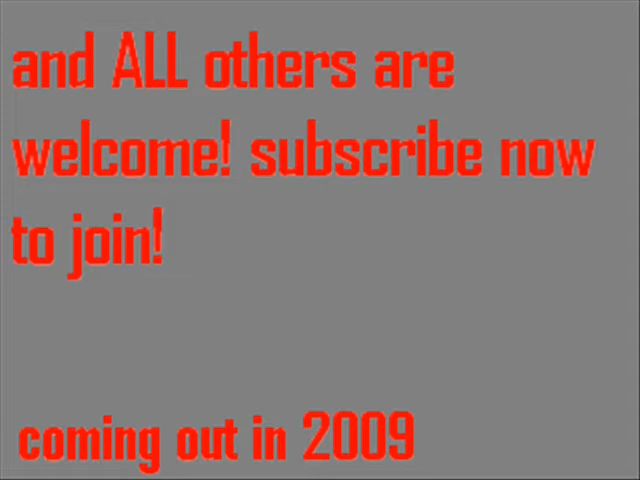 and ALL others are
welcome! subscribe now
to join!
coming out in 2009